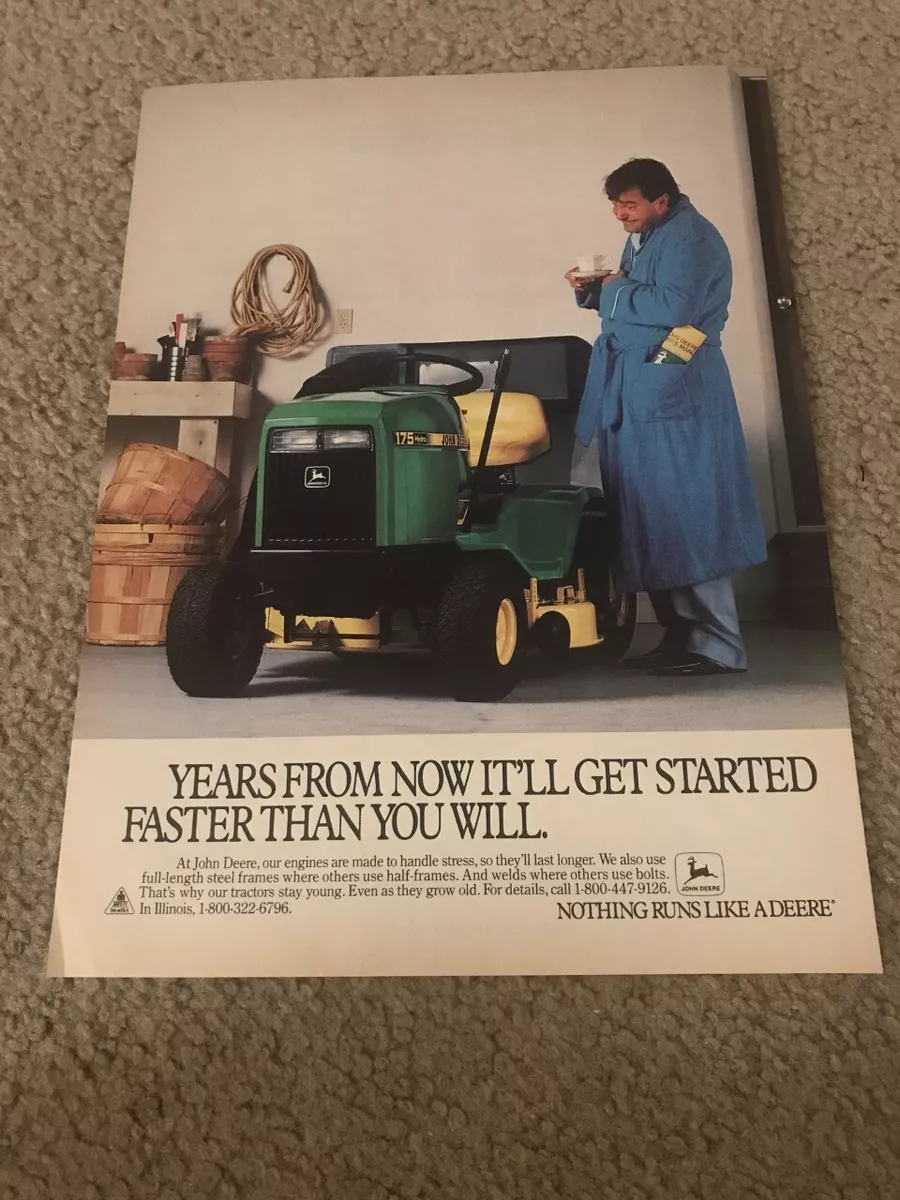 175 Hydro JOHN DEERE
JOHN DEERE
YEARS FROM NOW IT'LL GET STARTED
FASTER THAN YOU WILL.
At John Deere, our engines are made to handle stress, so they'll last longer. We also use
full-length steel frames where others use half-frames. And welds where others use bolts.
That's why our tractors stay young. Even as they grow old. For details, call 1-800-447-9126.
In Illinois, 1-800-322-6796.
SAFETY
JOHN DEERE
NOTHING RUNS LIKE A DEERE®